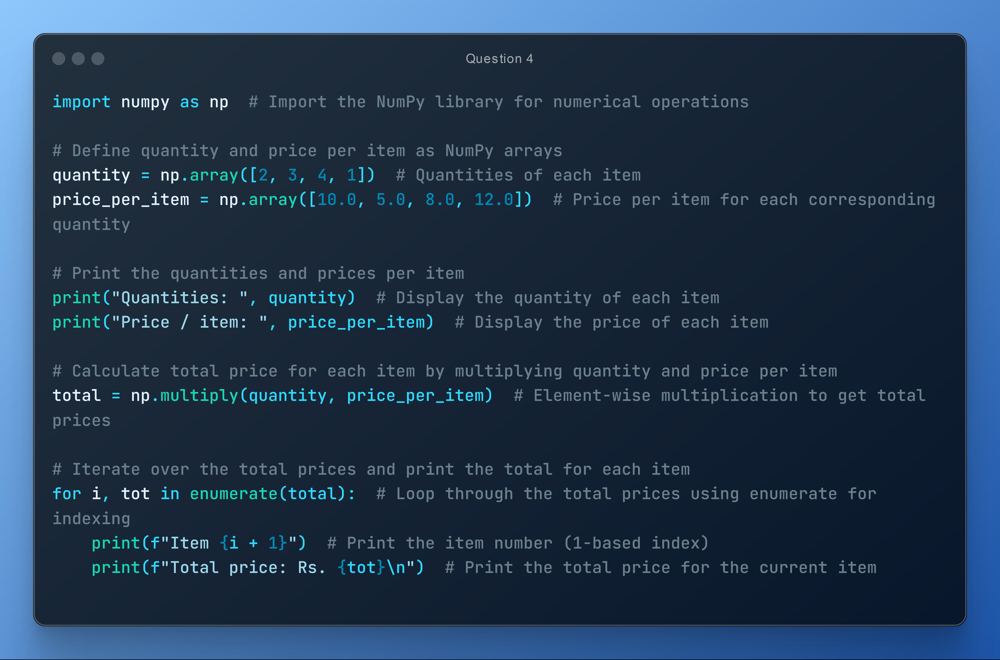 Question 4
import numpy as np  # Import the NumPy library for numerical operations
# Define quantity and price per item as NumPy arrays
quantity = np.array([2, 3, 4, 1])  # Quantities of each item
price_per_item = np.array([10.0, 5.0, 8.0, 12.0])  # Price per item for each corresponding
quantity
# Print the quantities and prices per item
print("Quantities: ", quantity)  # Display the quantity of each item
print("Price / item: ", price_per_item)  # Display the price of each item
# Calculate total price for each item by multiplying quantity and price per item
total = np.multiply(quantity, price_per_item)  # Element-wise multiplication to get total
prices
# Iterate over the total prices and print the total for each item
for i, tot in enumerate(total):  # Loop through the total prices using enumerate for
indexing
    print(f"Item {i + 1}")  # Print the item number (1-based index)
    print(f"Total price: Rs. {tot}\n")  # Print the total price for the current item